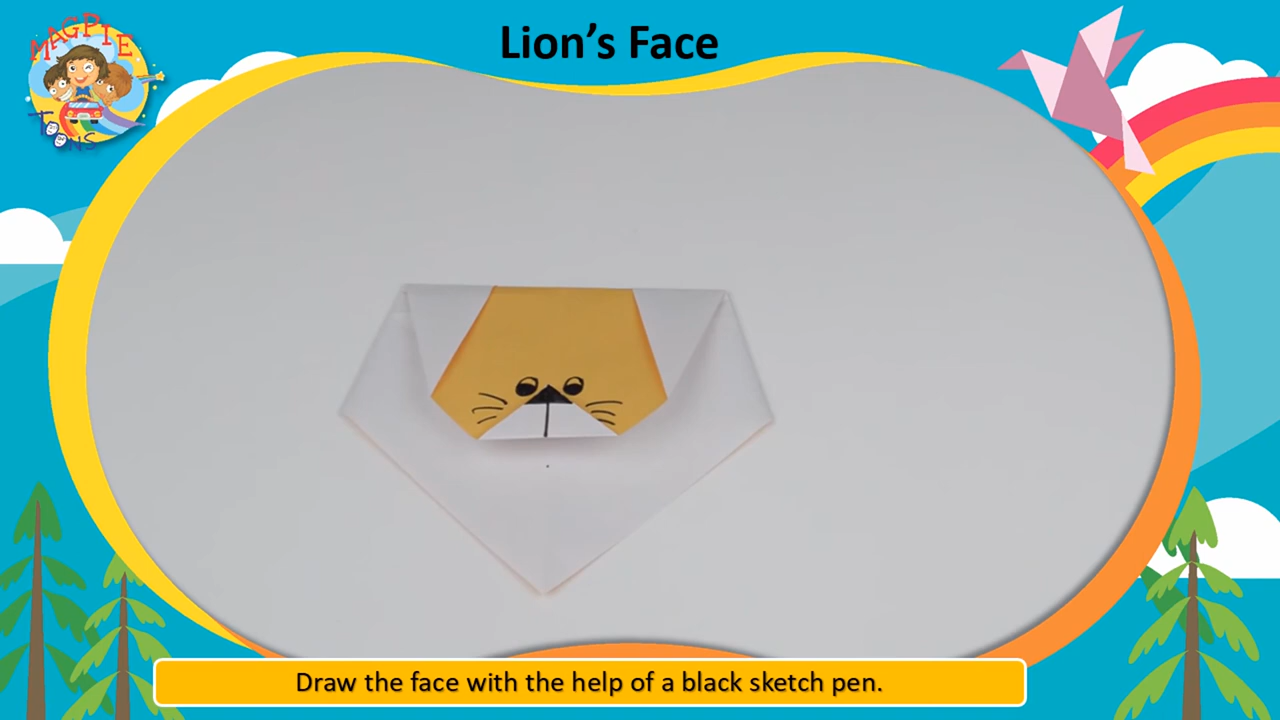 MAGPIE
TOONS
Lion’s Face
Draw the face with the help of a black sketch pen.